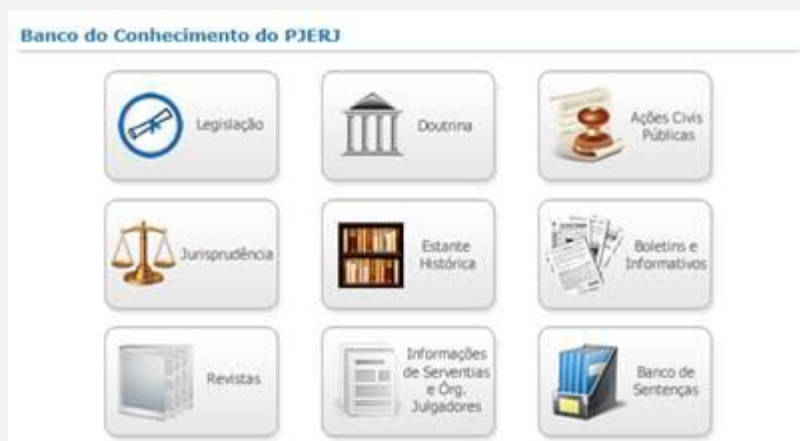 Banco do Conhecimento do PJERJ
Legislação
Doutrina
Ações Civis
Públicas
Jurisprudência
Estante
Histórica
Boletins e
Informativos
Revistas
Informações
de Serventias
e Órg.
Julgadores
Banco de
Sentenças